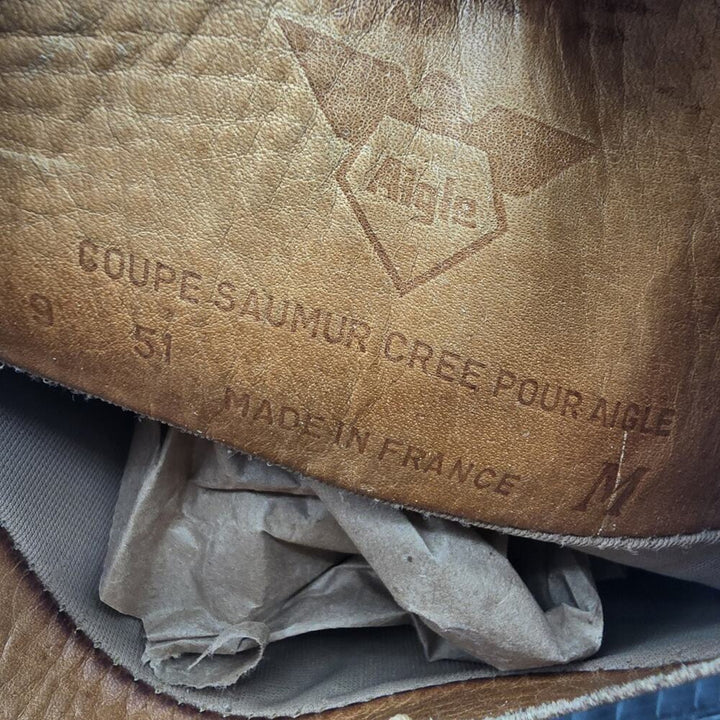 Aigle
COUPE SAUMUR CREE POUR AIGLE
9 51
MADE IN FRANCE M